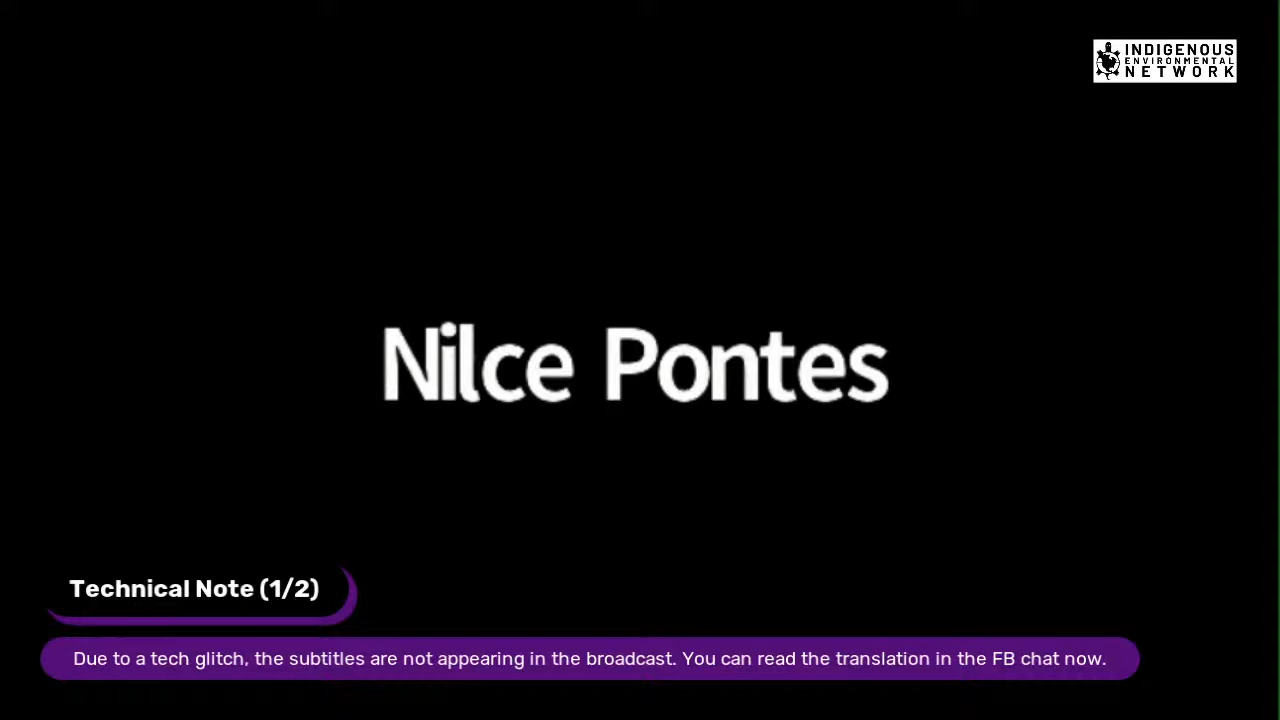 INDIGENOUS
ENVIRONMENTAL
NETWORK
Nilce Pontes
Technical Note (1/2)
Due to a tech glitch, the subtitles are not appearing in the broadcast. You can read the translation in the FB chat now.